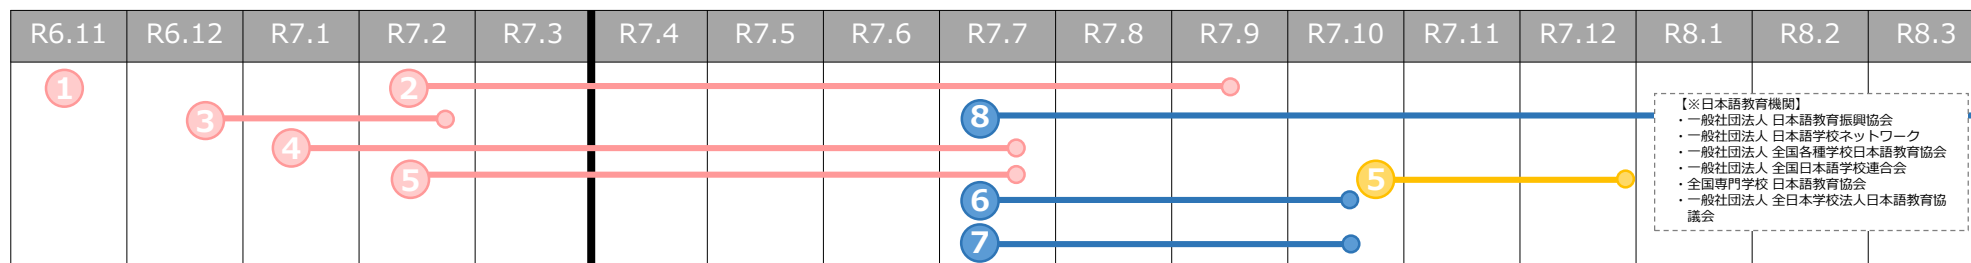 R6.11 R6.12 R7.1 R7.2 R7.3 R7.4 R7.5 R7.6 R7.7 R7.8 R7.9 R7.10 R7.11 R7.12 R8.1 R8.2 R8.3
1
2
3
8
4
5
5
6
7
【※日本語教育機関】
・一般社団法人 日本語教育振興協会
・一般社団法人 日本語学校ネットワーク
・一般社団法人 全国各種学校日本語教育協会
・一般社団法人 全国日本語学校連合会
・全国専門学校 日本語教育協会
・一般社団法人 全日本学校法人日本語教育協
議会